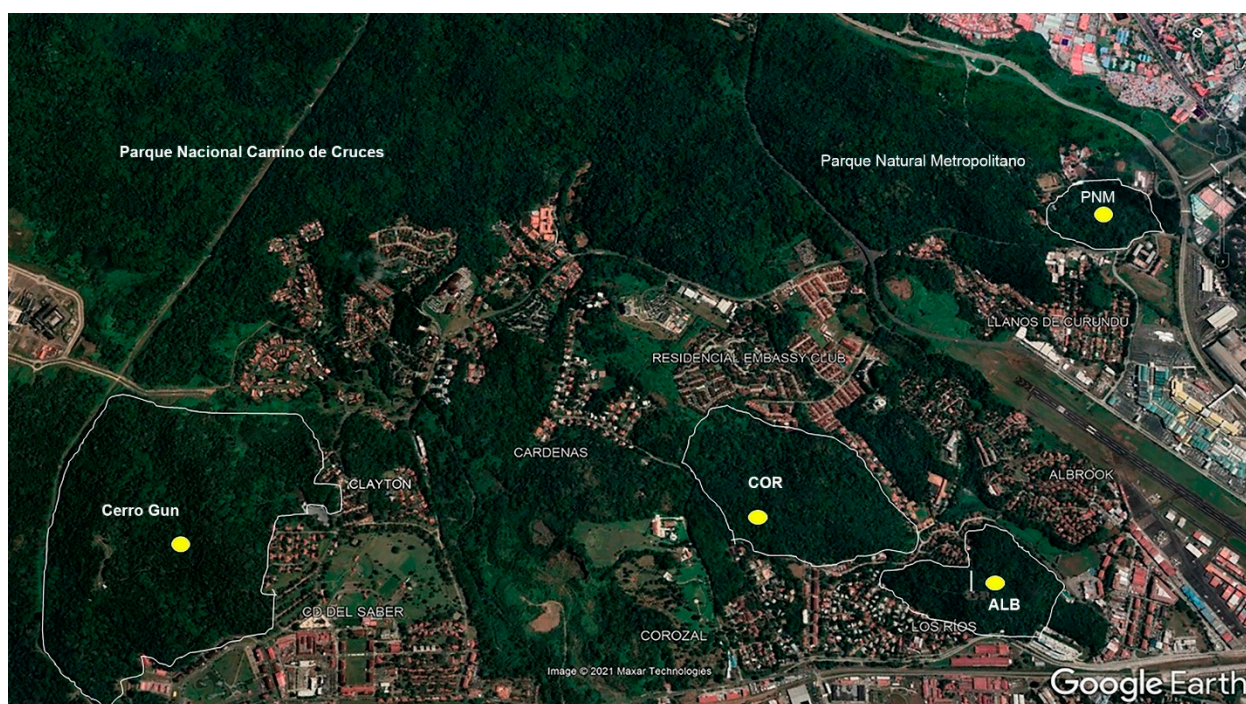 Parque Nacional Camino de Cruces
Parque Natural Metropolitano
PNM
LLANOS DE CURUNDU
RESIDENCIAL EMBASSY CLUB
CARDENAS
ALBROOK
CLAYTON
COR
Cerro Gun
ALB
CD DEL SABER
LOS RÍOS
COROZAL
Image © 2021 Maxar Technologies
Google Earth